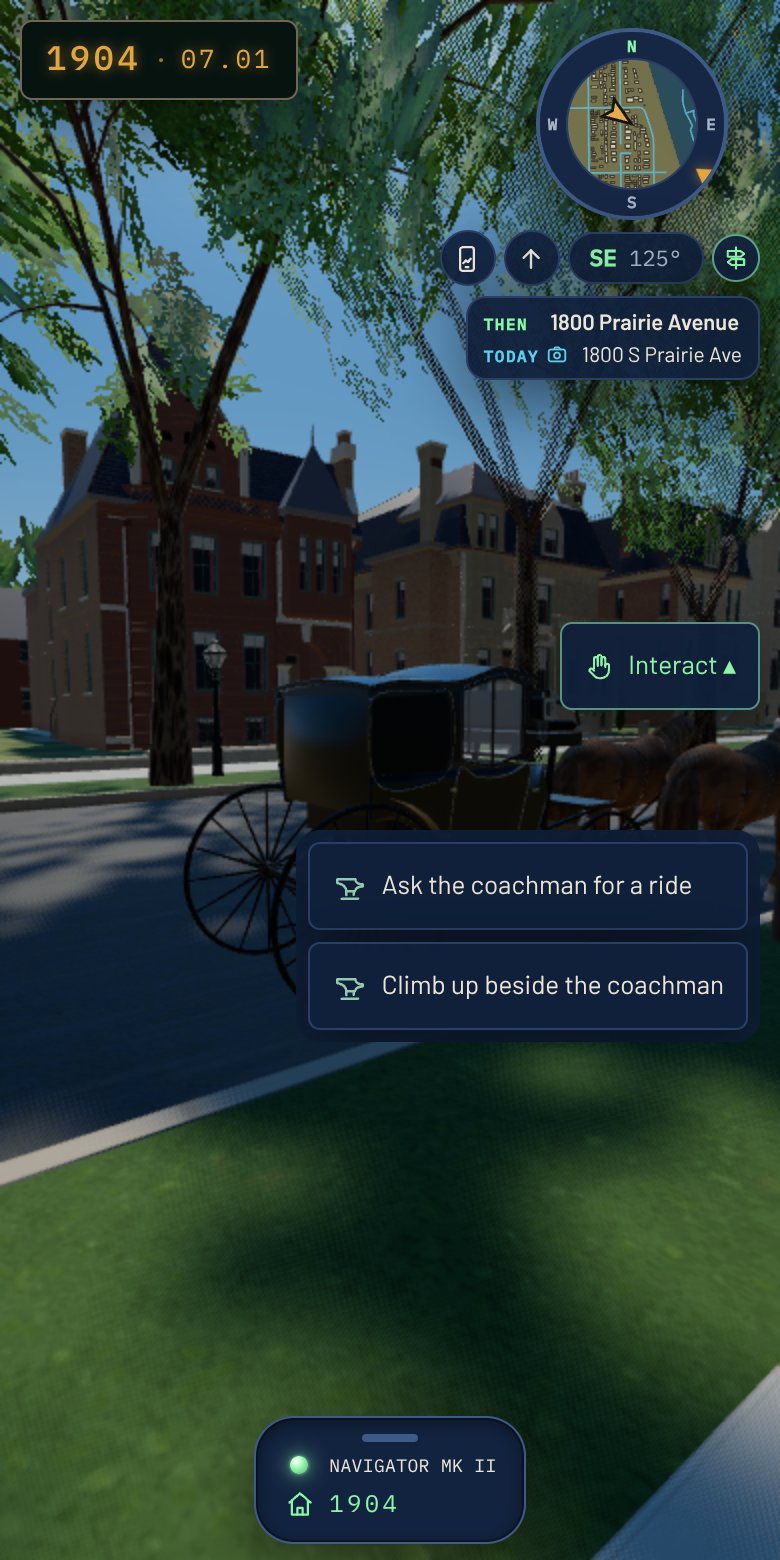 1904 · 07.01
N
W
E
S
SE 125°
THEN 1800 Prairie Avenue
TODAY 1800 S Prairie Ave
Interact ▲
Ask the coachman for a ride
Climb up beside the coachman
NAVIGATOR MK II
1904